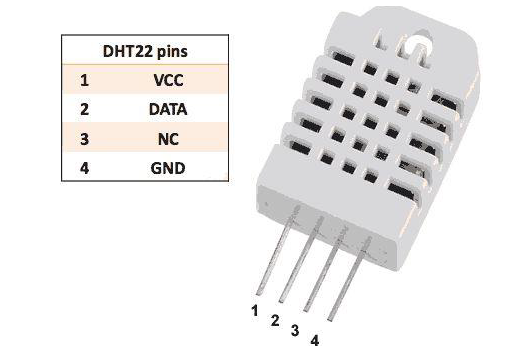 DHT22 pins
1 VCC
2 DATA
3 NC
4 GND
1
2
3
4